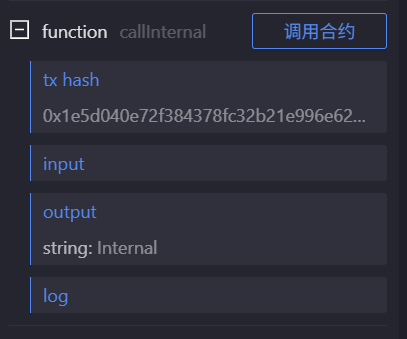 function callInternal 调用合约
tx hash
0x1e5d040e72f384378fc32b21e996e62...
input
output
string: Internal
log